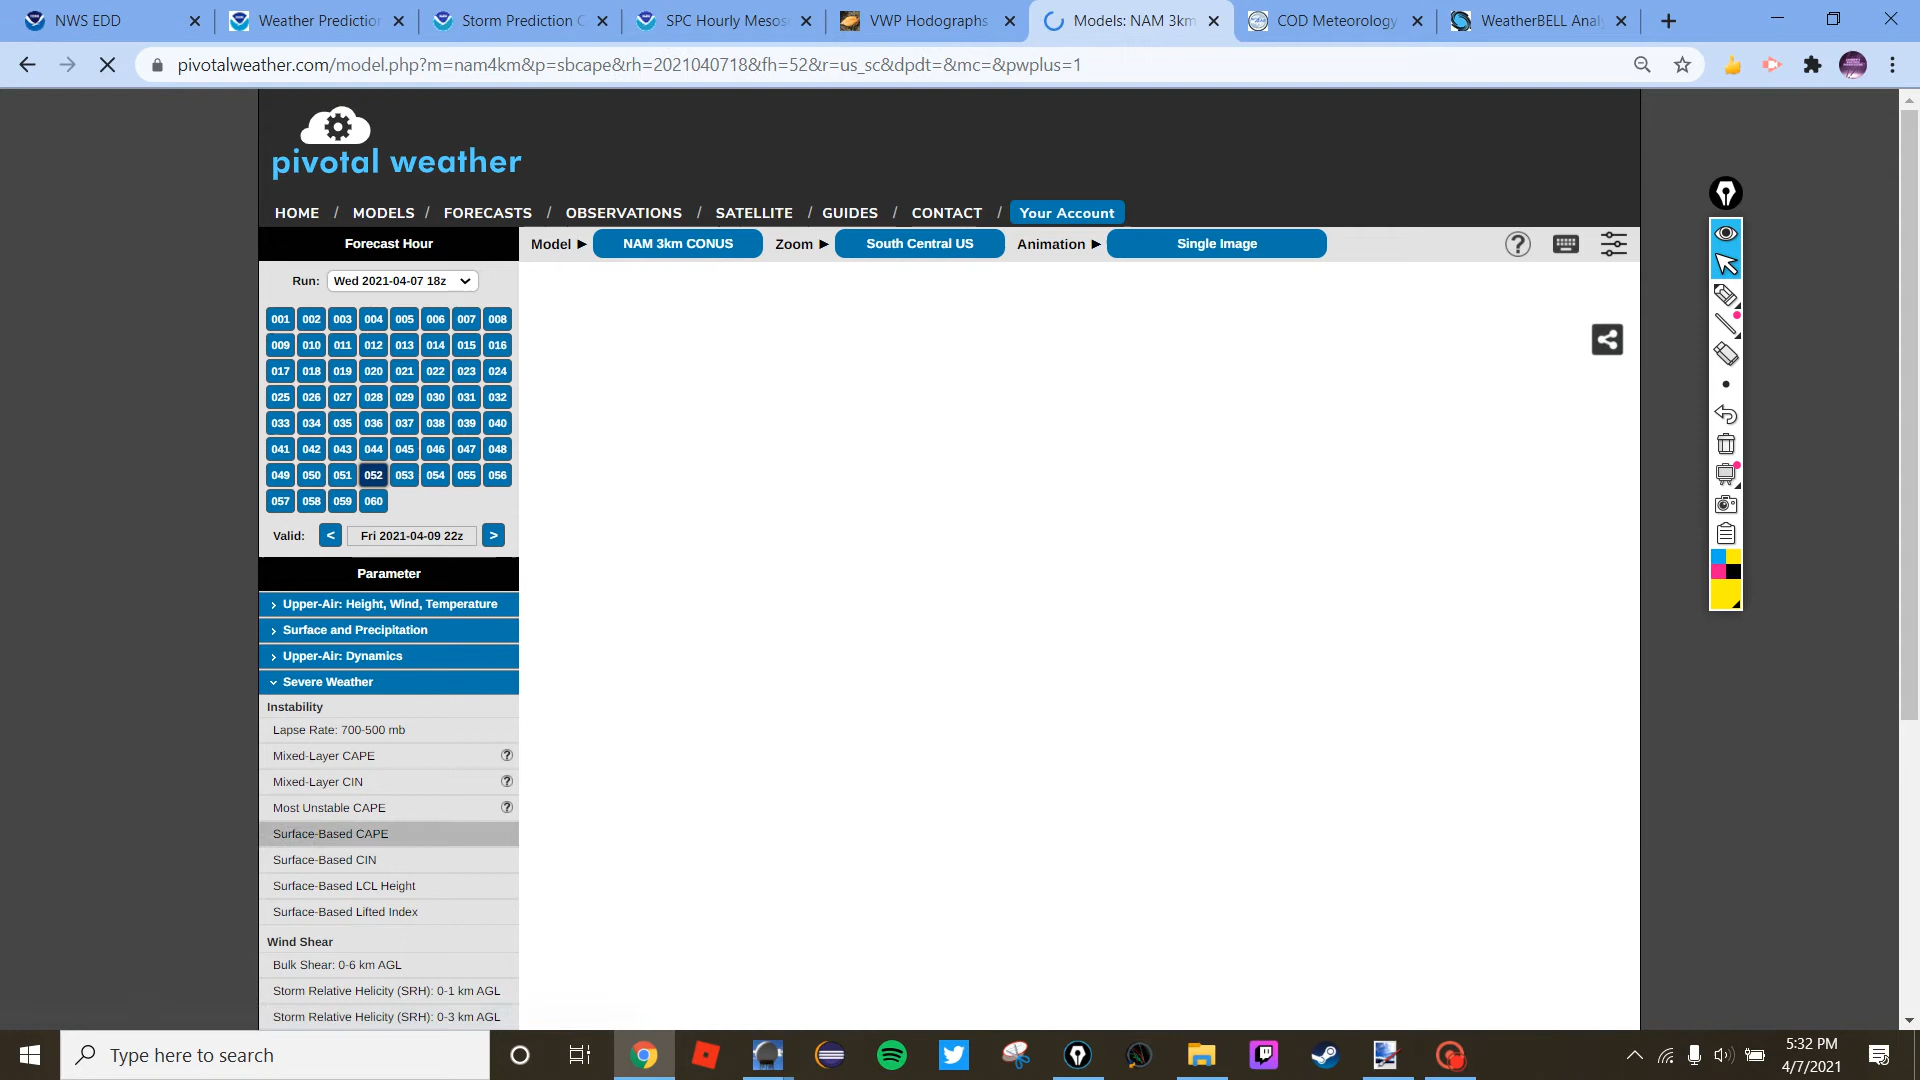 NWS EDD
Weather Prediction
Storm Prediction C
SPC Hourly Mesos
VWP Hodographs
Models: NAM 3km
COD Meteorology
WeatherBELL Analy
pivotalweather.com/model.php?m=nam4km&p=sbcape&rh=2021040718&fh=52&r=us_sc&dpdt=&mc=&pwplus=1
pivotal weather
HOME / MODELS / FORECASTS / OBSERVATIONS / SATELLITE / GUIDES / CONTACT / Your Account
Forecast Hour
Model ▶ NAM 3km CONUS Zoom ▶ South Central US Animation ▶ Single Image
Run: Wed 2021-04-07 18z
001 002 003 004 005 006 007 008
009 010 011 012 013 014 015 016
017 018 019 020 021 022 023 024
025 026 027 028 029 030 031 032
033 034 035 036 037 038 039 040
041 042 043 044 045 046 047 048
049 050 051 052 053 054 055 056
057 058 059 060
Valid: < Fri 2021-04-09 22z >
Parameter
Upper-Air: Height, Wind, Temperature
Surface and Precipitation
Upper-Air: Dynamics
Severe Weather
Instability
Lapse Rate: 700-500 mb
Mixed-Layer CAPE ?
Mixed-Layer CIN ?
Most Unstable CAPE ?
Surface-Based CAPE
Surface-Based CIN
Surface-Based LCL Height
Surface-Based Lifted Index
Wind Shear
Bulk Shear: 0-6 km AGL
Storm Relative Helicity (SRH): 0-1 km AGL
Storm Relative Helicity (SRH): 0-3 km AGL
Type here to search
5:32 PM
4/7/2021